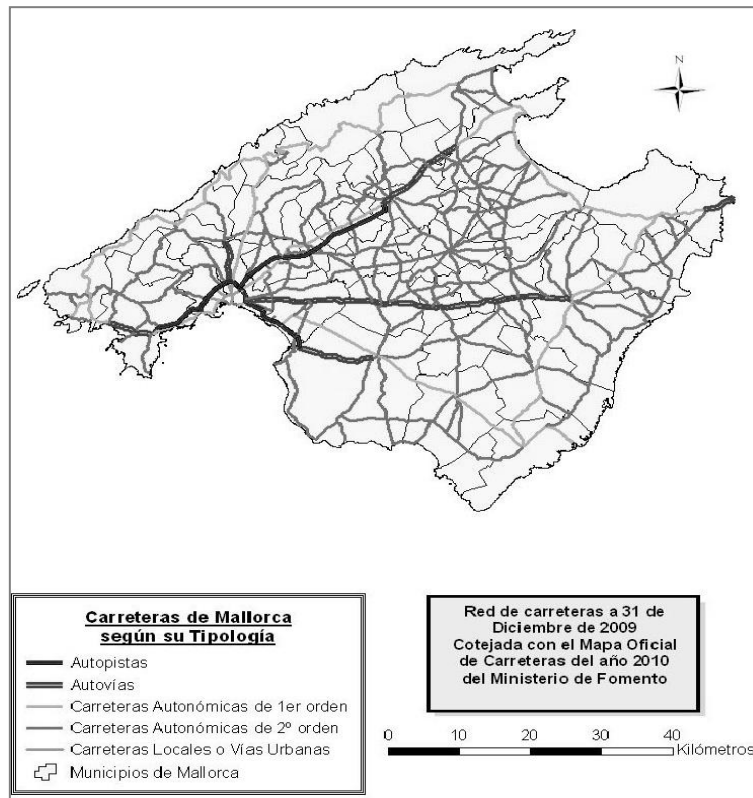 N
Carreteras de Mallorca
según su Tipología
Autopistas
Autovías
Carreteras Autonómicas de 1er orden
Carreteras Autonómicas de 2º orden
Carreteras Locales o Vías Urbanas
Municipios de Mallorca
Red de carreteras a 31 de
Diciembre de 2009
Cotejada con el Mapa Oficial
de Carreteras del año 2010
del Ministerio de Fomento
0 10 20 30 40
Kilómetros